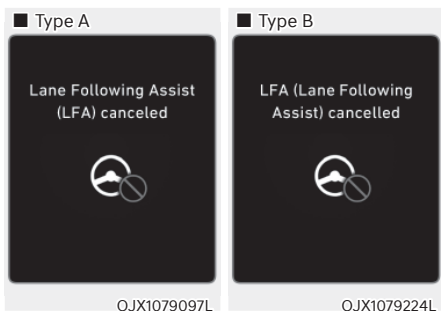 ■ Type A
Lane Following Assist
(LFA) canceled
OJX1079097L
■ Type B
LFA (Lane Following
Assist) cancelled
OJX1079224L